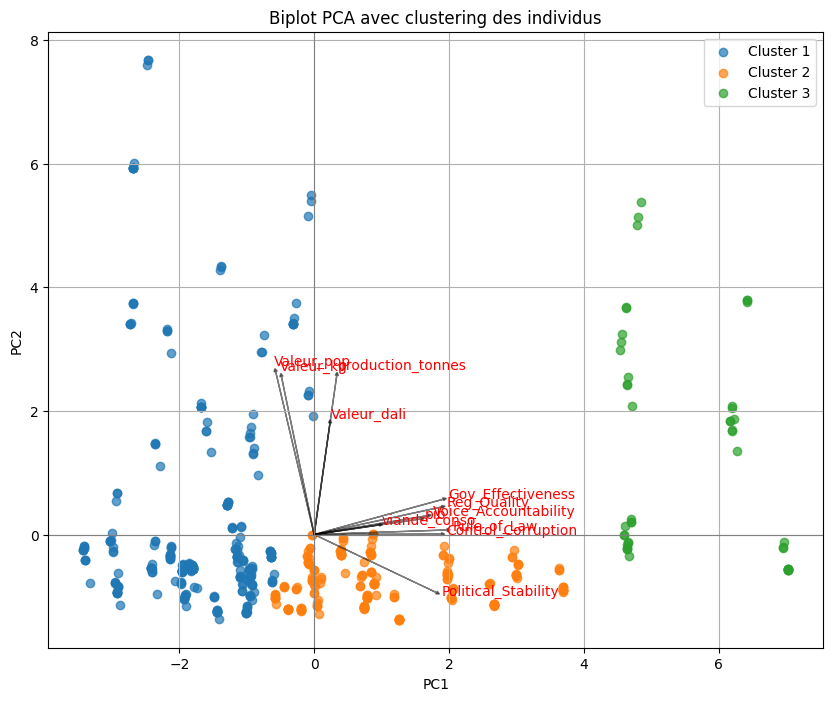 Biplot PCA avec clustering des individus
8
6
4
2
0
PC2
Cluster 1
Cluster 2
Cluster 3
Valeur_pop
Valeur_kg
production_tonnes
Valeur_dali
Gov_Effectiveness
Reg_Quality
Voice_Accountability
viande_conso
Rule_of_Law
Control_Corruption
Political_Stability
−2
0
2
4
6
PC1